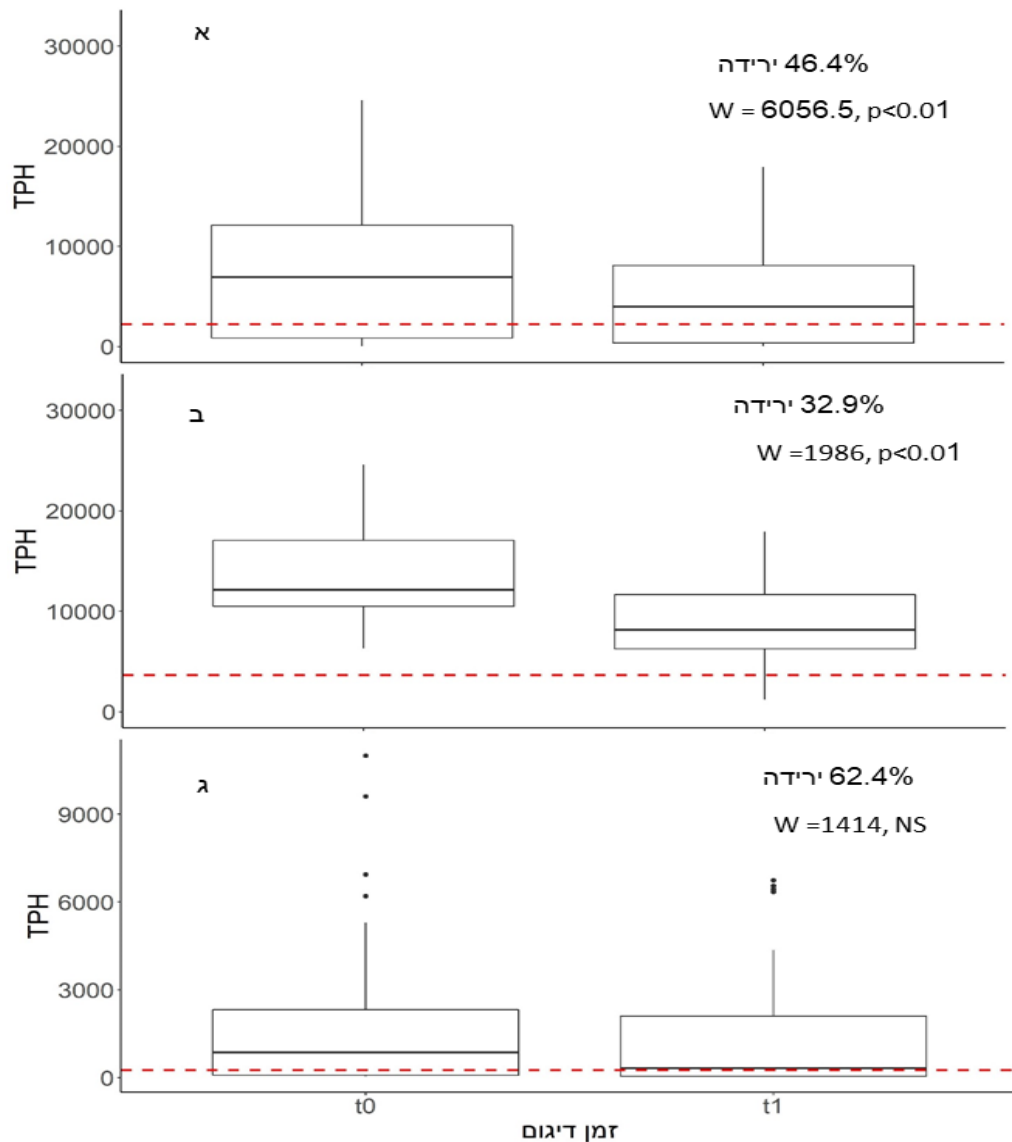 א
30000
20000
10000
0
TPH
ירידה 46.4%
W = 6056.5, p<0.01
ב
30000
20000
10000
0
TPH
ירידה 32.9%
W =1986, p<0.01
ג
9000
6000
3000
0
TPH
ירידה 62.4%
W =1414, NS
t0 t1
זמן דיגום